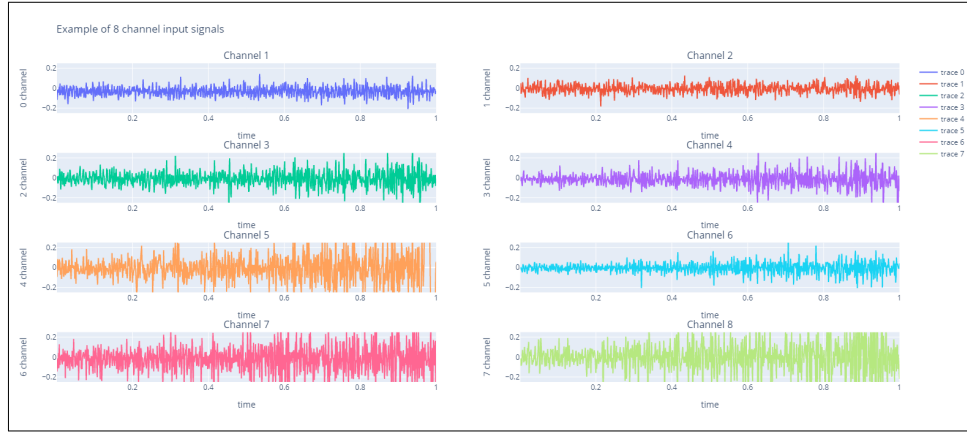 Example of 8 channel input signals
Channel 1
0 channel
0.2
0
−0.2
0.2
0.4
0.6
0.8
1
time
Channel 2
1 channel
0.2
0
−0.2
0.2
0.4
0.6
0.8
1
time
trace 0
trace 1
trace 2
trace 3
trace 4
trace 5
trace 6
trace 7
Channel 3
2 channel
0.2
0
−0.2
0.2
0.4
0.6
0.8
1
time
Channel 4
3 channel
0.2
0
−0.2
0.2
0.4
0.6
0.8
1
time
Channel 5
4 channel
0.2
0
−0.2
0.2
0.4
0.6
0.8
1
time
Channel 6
5 channel
0.2
0
−0.2
0.2
0.4
0.6
0.8
1
time
Channel 7
6 channel
0.2
0
−0.2
0.2
0.4
0.6
0.8
1
time
Channel 8
7 channel
0.2
0
−0.2
0.2
0.4
0.6
0.8
1
time